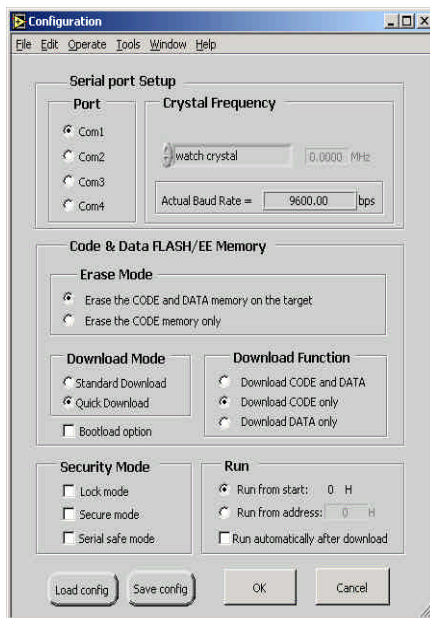 Configuration
File Edit Operate Tools Window Help
Serial port Setup
Port
Crystal Frequency
Com1
Com2
Com3
Com4
watch crystal
0.0000 MHz
Actual Baud Rate = 9600.00 bps
Code & Data FLASH/EE Memory
Erase Mode
Erase the CODE and DATA memory on the target
Erase the CODE memory only
Download Mode
Standard Download
Quick Download
Bootload option
Download Function
Download CODE and DATA
Download CODE only
Download DATA only
Security Mode
Lock mode
Secure mode
Serial safe mode
Run
Run from start: 0 H
Run from address: 0 H
Run automatically after download
Load config
Save config
OK
Cancel